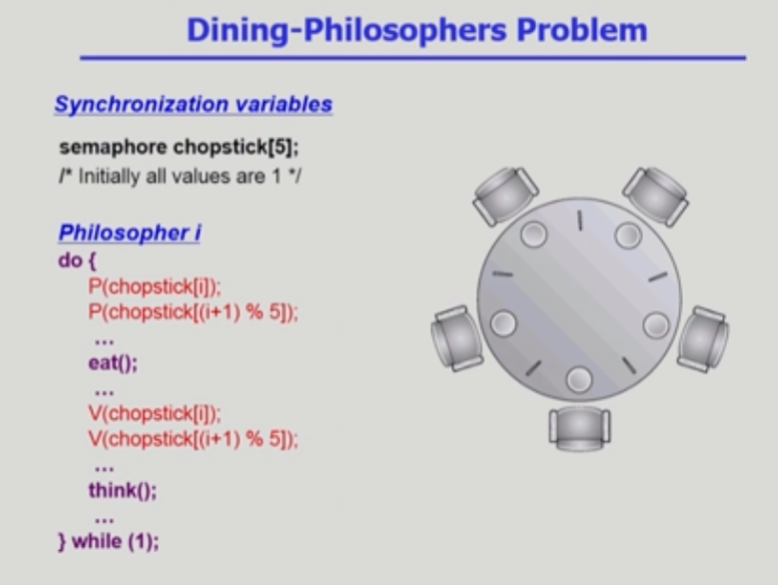 Dining-Philosophers Problem
Synchronization variables
semaphore chopstick[5];
/* Initially all values are 1 */
Philosopher i
do {
P(chopstick[i]);
P(chopstick[(i+1) % 5]);
...
eat();
...
V(chopstick[i]);
V(chopstick[(i+1) % 5]);
...
think();
...
} while (1);